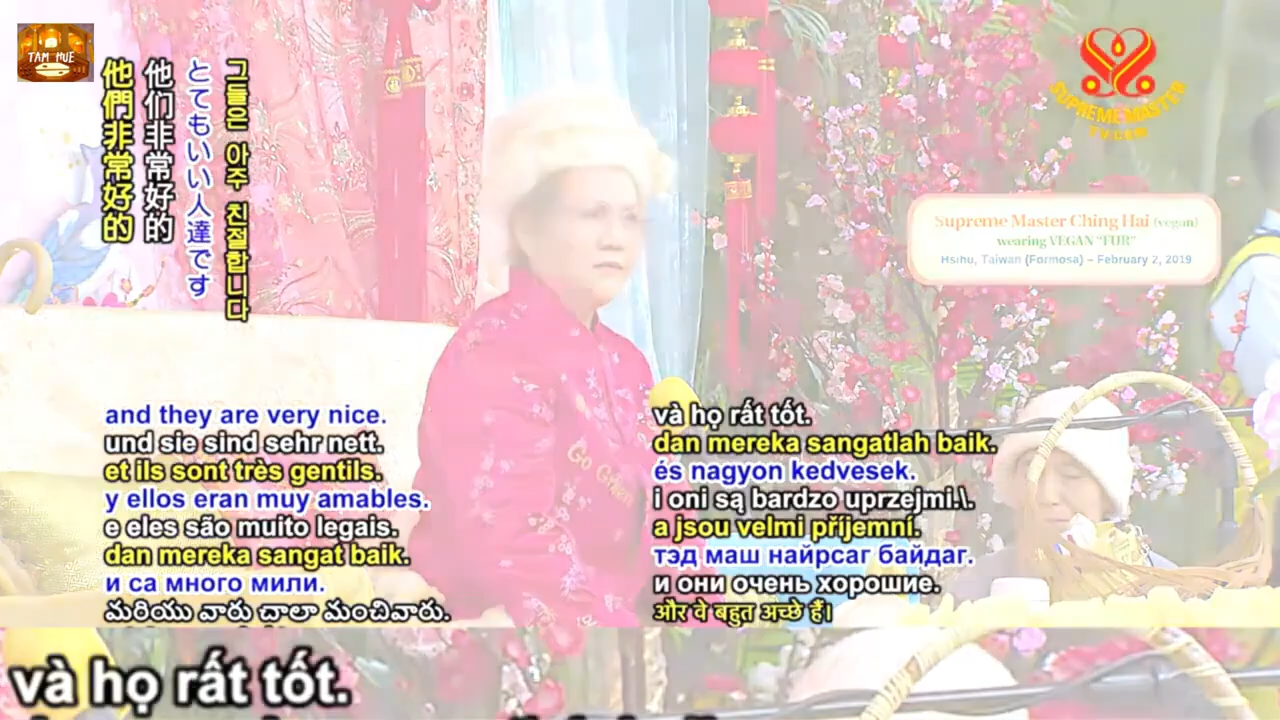 TAM HUE
他們非常好的
他们非常好的
とてもいい人達です
그들은 아주 친절합니다
SUPREME MASTER
TV.COM
Supreme Master Ching Hai (vegan)
wearing VEGAN “FUR”
Hsihu, Taiwan (Formosa) – February 2, 2019
Go Green
and they are very nice.
und sie sind sehr nett.
et ils sont très gentils.
y ellos eran muy amables.
e eles são muito legais.
dan mereka sangat baik.
и са много мили.
మరియు వారు చాలా మంచివారు.
và họ rất tốt.
dan mereka sangatlah baik.
és nagyon kedvesek.
i oni są bardzo uprzejmi.\.
a jsou velmi příjemní.
тэд маш найрсаг байдаг.
и они очень хорошие.
और वे बहुत अच्छे हैं।
và họ rất tốt.